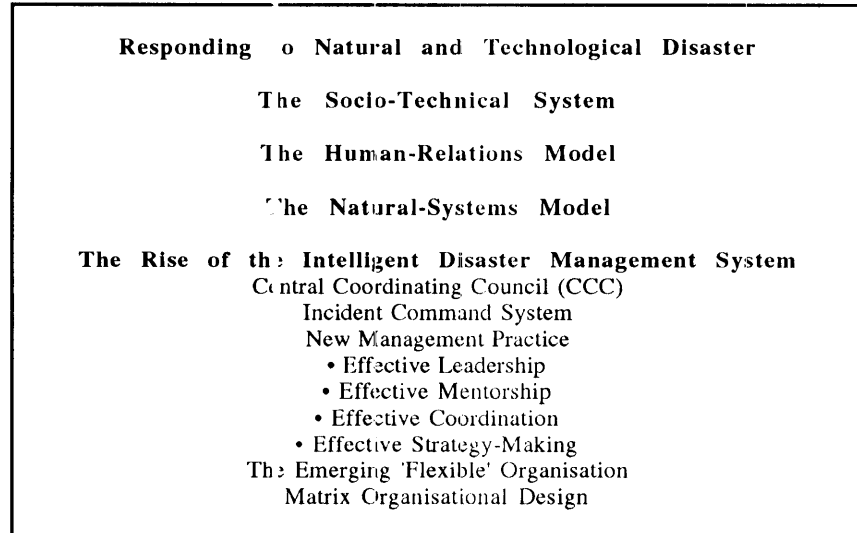 Responding to Natural and Technological Disaster
The Socio-Technical System
The Human-Relations Model
The Natural-Systems Model
The Rise of the Intelligent Disaster Management System
Central Coordinating Council (CCC)
Incident Command System
New Management Practice
• Effective Leadership
• Effective Mentorship
• Effective Coordination
• Effective Strategy-Making
The Emerging 'Flexible' Organisation
Matrix Organisational Design